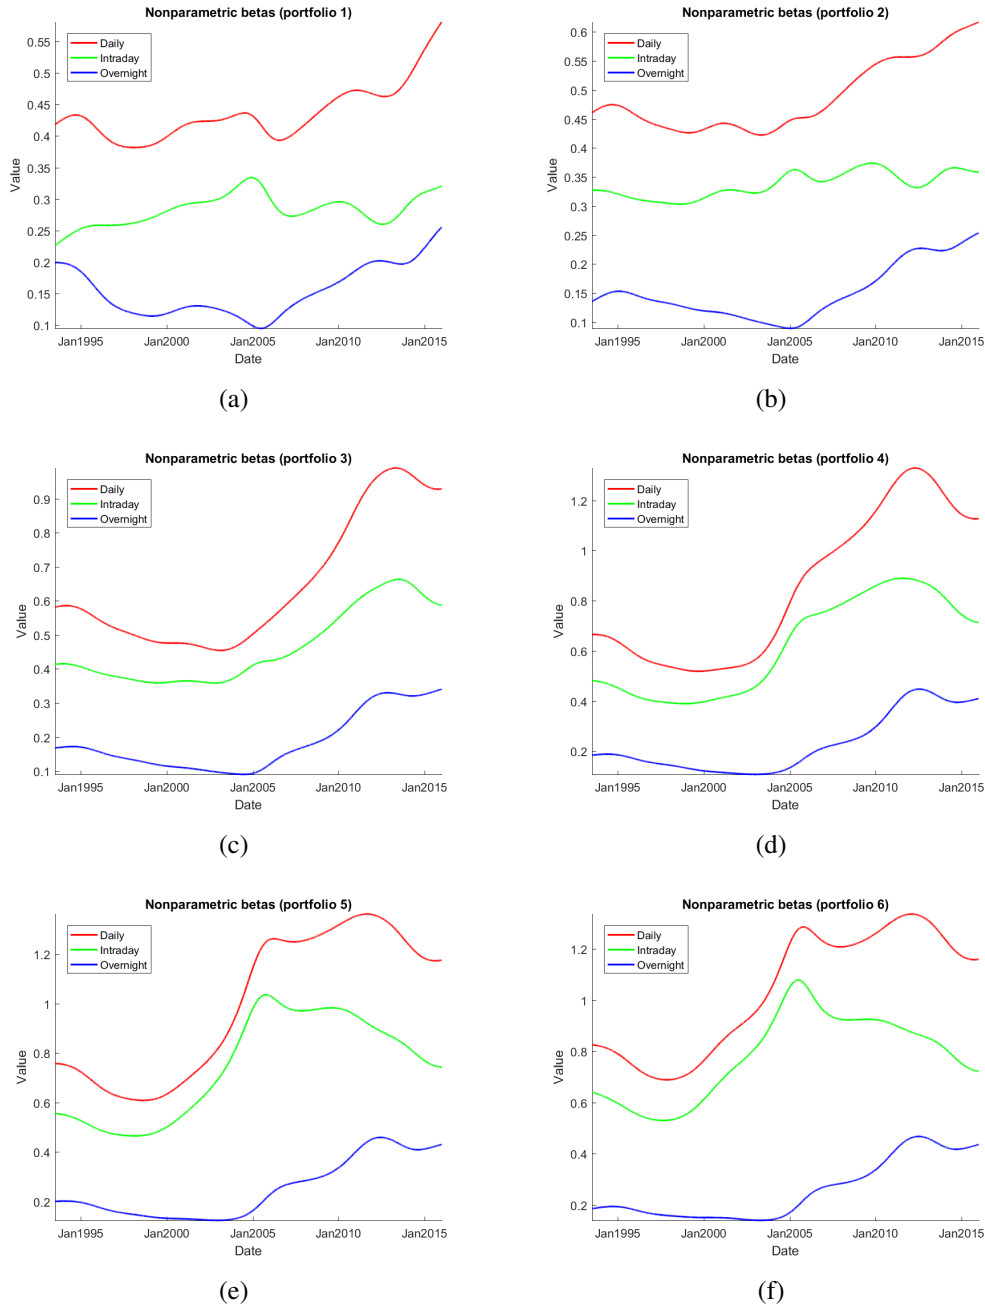 Nonparametric betas (portfolio 1)
Daily
Intraday
Overnight
0.55
0.5
0.45
0.4
0.35
0.3
0.25
0.2
0.15
0.1
Value
Jan1995 Jan2000 Jan2005 Jan2010 Jan2015
Date
(a)
Nonparametric betas (portfolio 2)
Daily
Intraday
Overnight
0.6
0.55
0.5
0.45
0.4
0.35
0.3
0.25
0.2
0.15
0.1
Value
Jan1995 Jan2000 Jan2005 Jan2010 Jan2015
Date
(b)
Nonparametric betas (portfolio 3)
Daily
Intraday
Overnight
0.9
0.8
0.7
0.6
0.5
0.4
0.3
0.2
0.1
Value
Jan1995 Jan2000 Jan2005 Jan2010 Jan2015
Date
(c)
Nonparametric betas (portfolio 4)
Daily
Intraday
Overnight
1.2
1
0.8
0.6
0.4
0.2
Value
Jan1995 Jan2000 Jan2005 Jan2010 Jan2015
Date
(d)
Nonparametric betas (portfolio 5)
Daily
Intraday
Overnight
1.2
1
0.8
0.6
0.4
0.2
Value
Jan1995 Jan2000 Jan2005 Jan2010 Jan2015
Date
(e)
Nonparametric betas (portfolio 6)
Daily
Intraday
Overnight
1.2
1
0.8
0.6
0.4
0.2
Value
Jan1995 Jan2000 Jan2005 Jan2010 Jan2015
Date
(f)